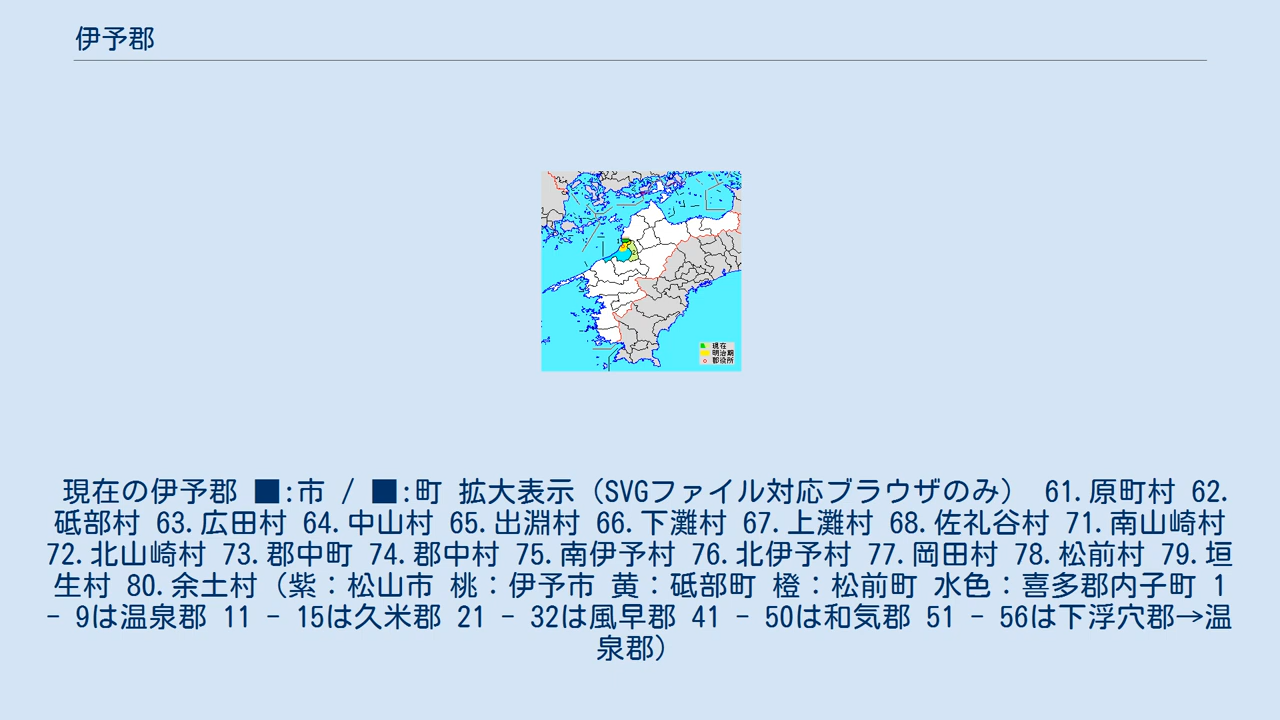 伊予郡
現在
明治期
郡役所
現在の伊予郡 ■:市 / ■:町 拡大表示（SVGファイル対応ブラウザのみ） 61.原町村 62.
砥部村 63.広田村 64.中山村 65.出淵村 66.下灘村 67.上灘村 68.佐礼谷村 71.南山崎村
72.北山崎村 73.郡中町 74.郡中村 75.南伊予村 76.北伊予村 77.岡田村 78.松前村 79.垣
生村 80.余土村（紫：松山市 桃：伊予市 黄：砥部町 橙：松前町 水色：喜多郡内子町 1
- 9は温泉郡 11 - 15は久米郡 21 - 32は風早郡 41 - 50は和気郡 51 - 56は下浮穴郡→温
泉郡）